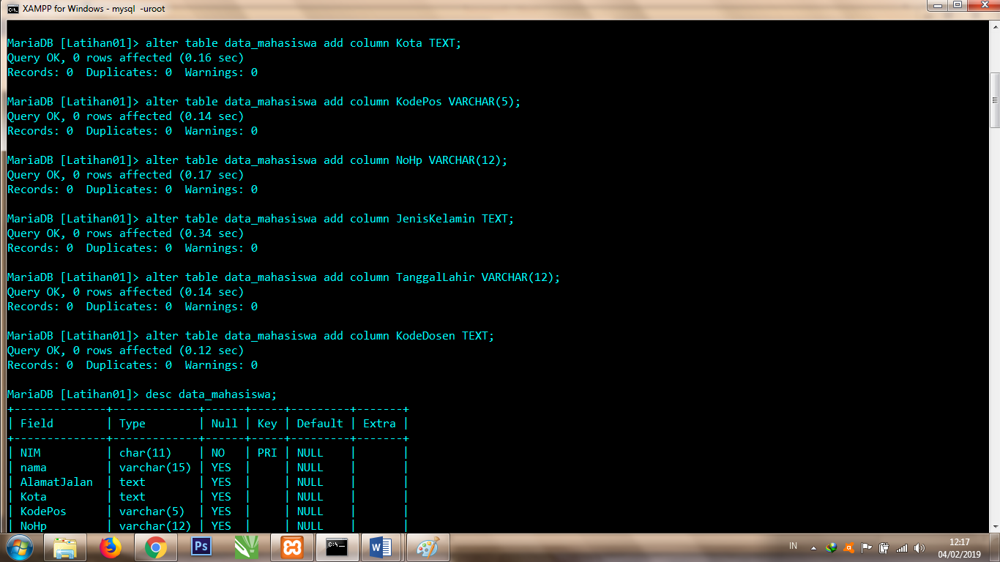 XAMPP for Windows - mysql  -uroot
MariaDB [Latihan01]> alter table data_mahasiswa add column Kota TEXT;
Query OK, 0 rows affected (0.16 sec)
Records: 0  Duplicates: 0  Warnings: 0
MariaDB [Latihan01]> alter table data_mahasiswa add column KodePos VARCHAR(5);
Query OK, 0 rows affected (0.14 sec)
Records: 0  Duplicates: 0  Warnings: 0
MariaDB [Latihan01]> alter table data_mahasiswa add column NoHp VARCHAR(12);
Query OK, 0 rows affected (0.17 sec)
Records: 0  Duplicates: 0  Warnings: 0
MariaDB [Latihan01]> alter table data_mahasiswa add column JenisKelamin TEXT;
Query OK, 0 rows affected (0.34 sec)
Records: 0  Duplicates: 0  Warnings: 0
MariaDB [Latihan01]> alter table data_mahasiswa add column TanggalLahir VARCHAR(12);
Query OK, 0 rows affected (0.14 sec)
Records: 0  Duplicates: 0  Warnings: 0
MariaDB [Latihan01]> alter table data_mahasiswa add column KodeDosen TEXT;
Query OK, 0 rows affected (0.12 sec)
Records: 0  Duplicates: 0  Warnings: 0
MariaDB [Latihan01]> desc data_mahasiswa;
+--------------+-------------+------+-----+---------+-------+
| Field        | Type        | Null | Key | Default | Extra |
+--------------+-------------+------+-----+---------+-------+
| NIM          | char(11)    | NO   | PRI | NULL    |       |
| nama         | varchar(15) | YES  |     | NULL    |       |
| AlamatJalan  | text        | YES  |     | NULL    |       |
| Kota         | text        | YES  |     | NULL    |       |
| KodePos      | varchar(5)  | YES  |     | NULL    |       |
| NoHp         | varchar(12) | YES  |     | NULL    |       |
Ps
W
IN
12:17
04/02/2019